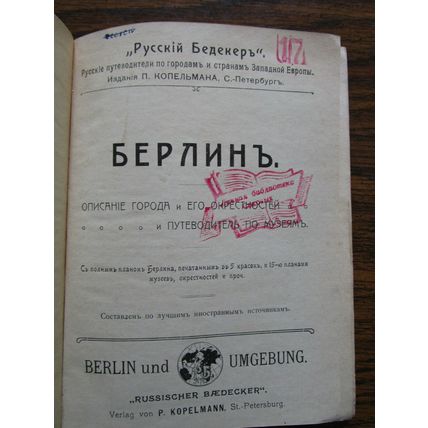 „Русскій Бедекеръ“.
Русскіе путеводители по городамъ и странамъ Западной Европы.
Изданія П. КОПЕЛЬМАНА, С.-Петербургъ.
БЕРЛИНЪ.
ОПИСАНІЕ ГОРОДА и ЕГО ОКРЕСТНОСТЕЙ
и ПУТЕВОДИТЕЛЬ ПО МУЗЕЯМЪ.
Съ полнымъ планомъ Берлина, печатаннымъ въ 5 красокъ, и 15-ю планами
музеевъ, окрестностей и проч.
Составленъ по лучшимъ иностраннымъ источникамъ.
BERLIN und UMGEBUNG.
„RUSSISCHER BÆDECKER“.
Verlag von P. KOPELMANN, St.-Petersburg.